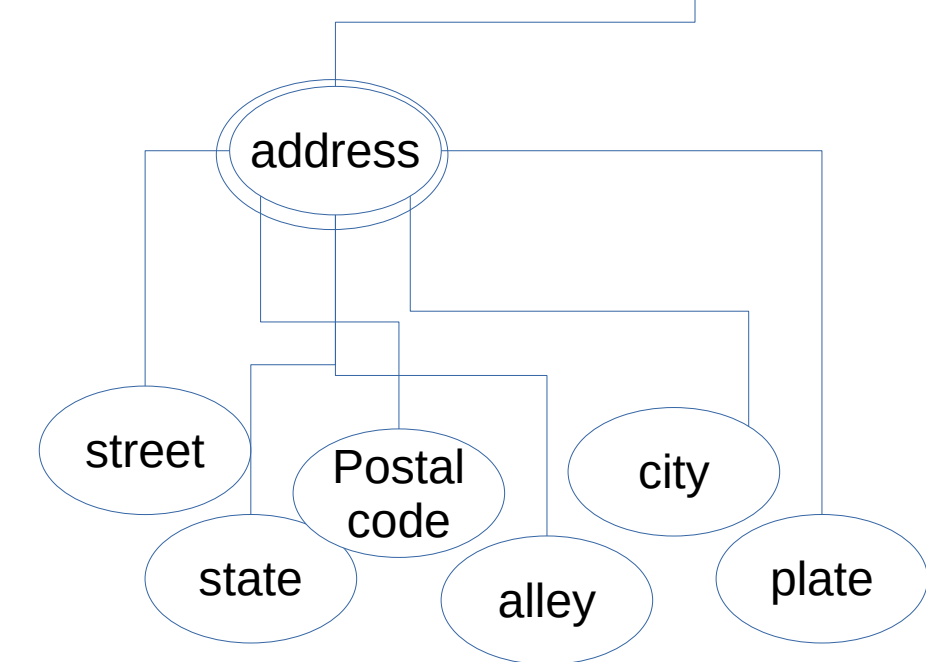 address
street
Postal
code
city
state
alley
plate